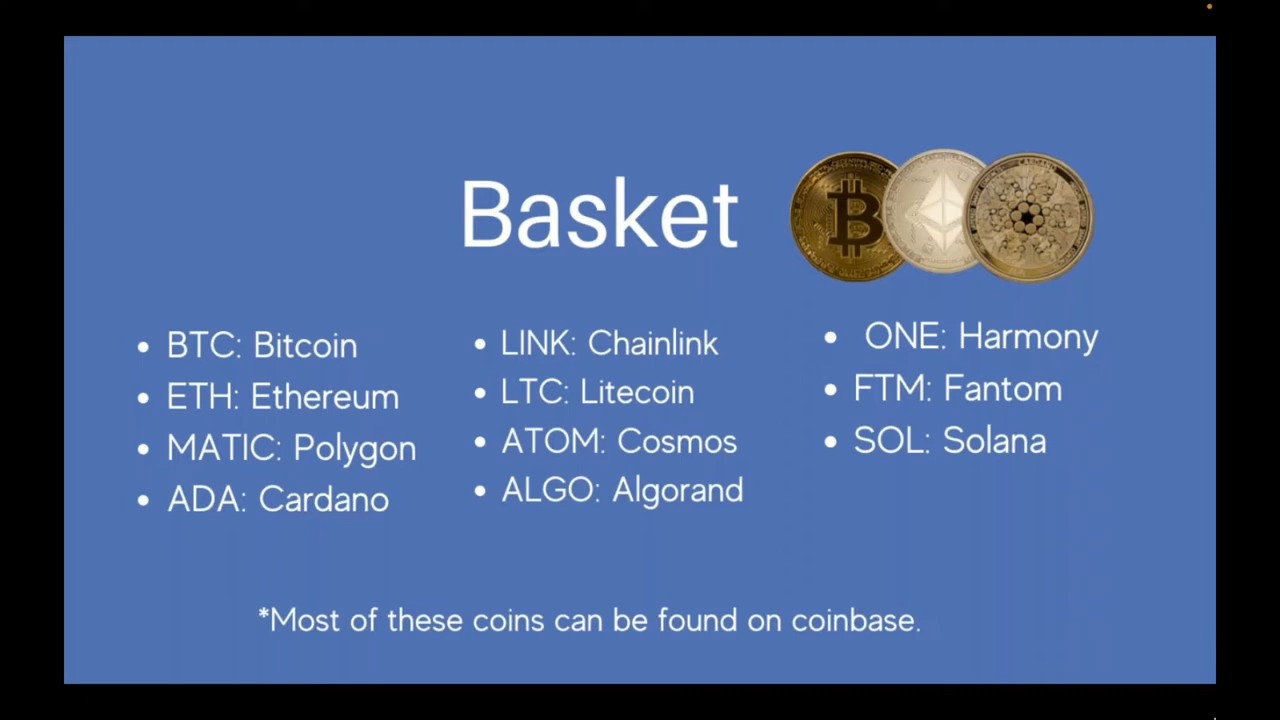 Basket
• BTC: Bitcoin
• ETH: Ethereum
• MATIC: Polygon
• ADA: Cardano
• LINK: Chainlink
• LTC: Litecoin
• ATOM: Cosmos
• ALGO: Algorand
• ONE: Harmony
• FTM: Fantom
• SOL: Solana
*Most of these coins can be found on coinbase.